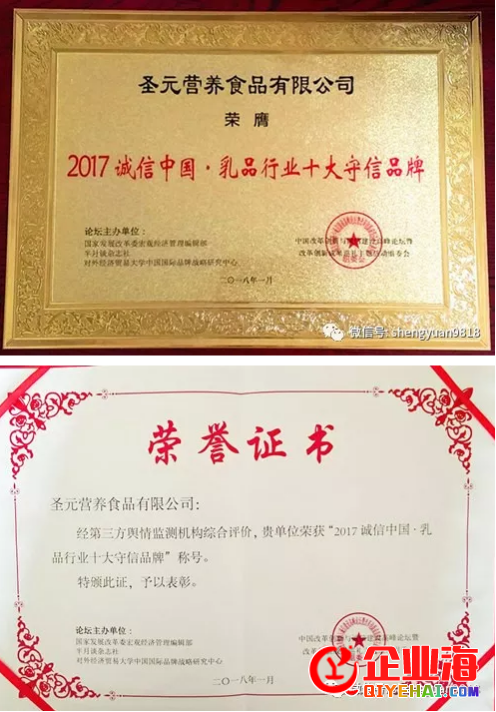 圣元营养食品有限公司
荣膺
2017诚信中国·乳品行业十大守信品牌
论坛主办单位:
国家发展改革委宏观经济管理编辑部
半月谈杂志社
对外经济贸易大学中国国际品牌战略研究中心
二〇一八年一月
微信号: shengyuan9818
荣誉证书
圣元营养食品有限公司:
经第三方舆情监测机构综合评价,贵单位荣获“2017诚信中国·乳
品行业十大守信品牌”称号。
特颁此证,予以表彰。
论坛主办单位:
国家发展改革委宏观经济管理编辑部
半月谈杂志社
对外经济贸易大学中国国际品牌战略研究中心
二〇一八年一月
企业海
QIYEHAI.COM